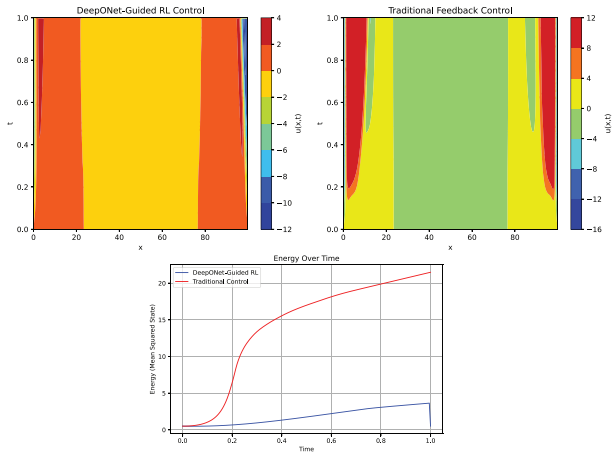 DeepONet-Guided RL Control
1.0
0.8
0.6
0.4
0.2
0.0
t
0 20 40 60 80
x
4
2
0
−2
−4
−6
−8
−10
−12
u(x,t)
Traditional Feedback Control
1.0
0.8
0.6
0.4
0.2
0.0
t
0 20 40 60 80
x
12
8
4
0
−4
−8
−12
−16
u(x,t)
Energy Over Time
DeepONet-Guided RL
Traditional Control
20
15
10
5
0
Energy (Mean Squared State)
0.0 0.2 0.4 0.6 0.8 1.0
Time